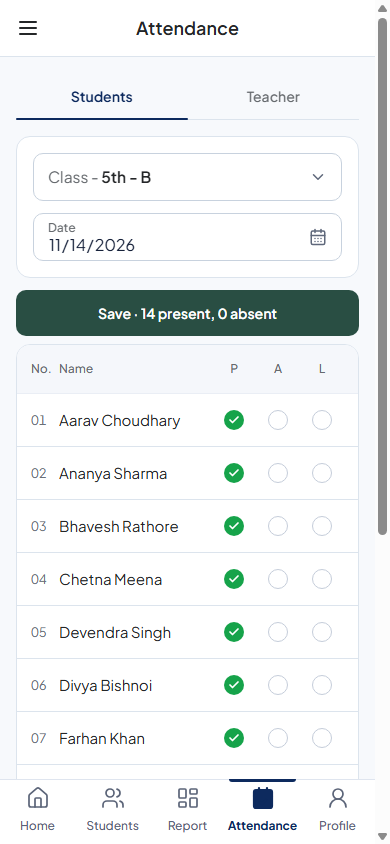 Attendance
Students Teacher
Class - 5th - B
Date
11/14/2026
Save · 14 present, 0 absent
No. Name P A L
01 Aarav Choudhary
02 Ananya Sharma
03 Bhavesh Rathore
04 Chetna Meena
05 Devendra Singh
06 Divya Bishnoi
07 Farhan Khan
Home Students Report Attendance Profile